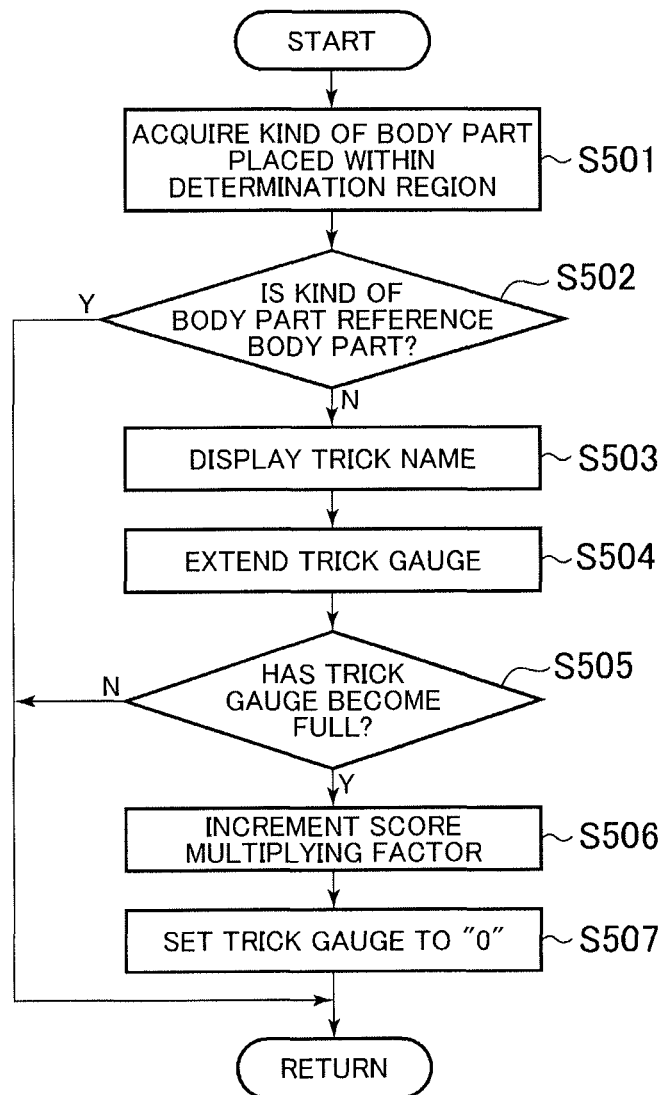 START
ACQUIRE KIND OF BODY PART
PLACED WITHIN
DETERMINATION REGION
S501
IS KIND OF
BODY PART REFERENCE
BODY PART?
S502
Y
N
DISPLAY TRICK NAME
S503
EXTEND TRICK GAUGE
S504
HAS TRICK
GAUGE BECOME
FULL?
S505
N
Y
INCREMENT SCORE
MULTIPLYING FACTOR
S506
SET TRICK GAUGE TO "0"
S507
RETURN